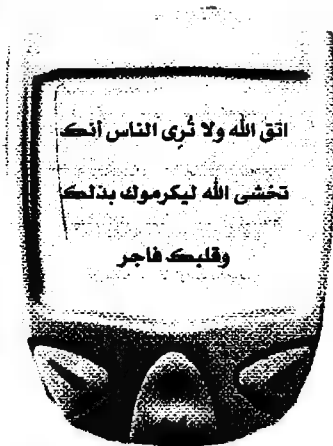 اتق الله ولا تُرِى الناس أنك
تخشى الله ليكرموك بذلك
وقلبك فاجر